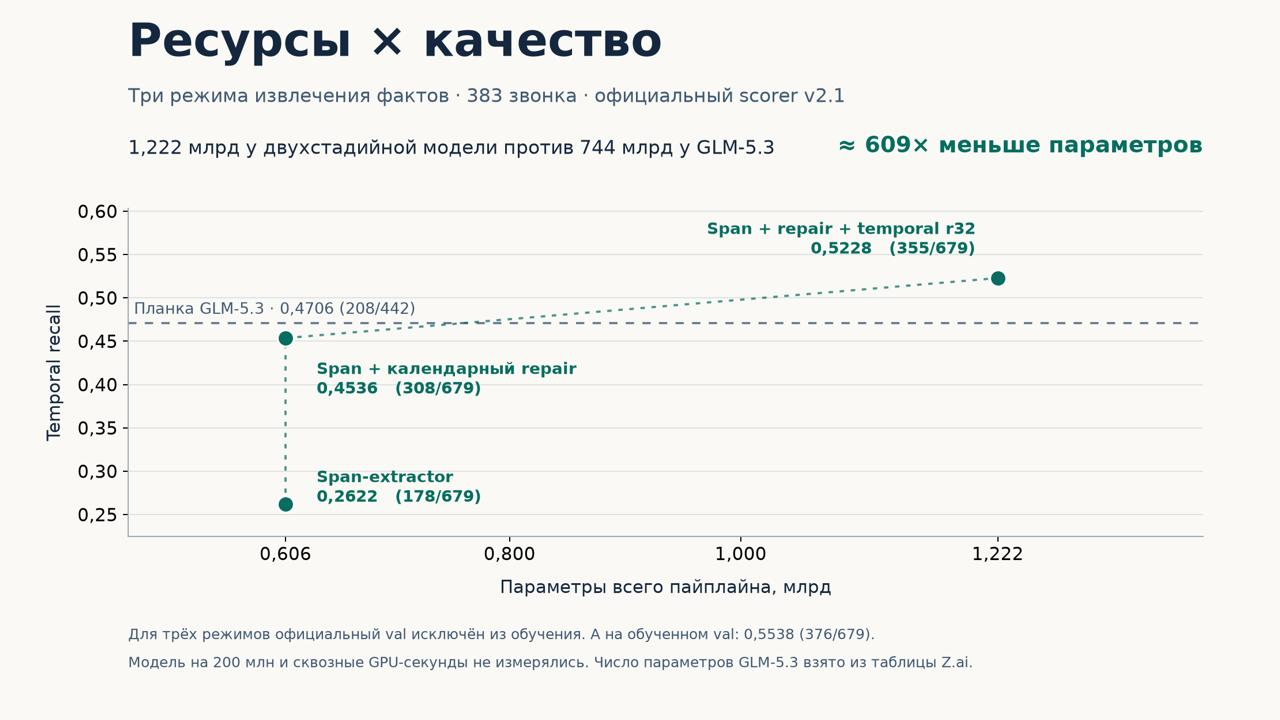 Ресурсы × качество
Три режима извлечения фактов · 383 звонка · официальный scorer v2.1
1,222 млрд у двухстадийной модели против 744 млрд у GLM-5.3
≈ 609× меньше параметров
0,60
Span + repair + temporal r32
0,5228 (355/679)
0,55
0,50
Планка GLM-5.3 · 0,4706 (208/442)
0,45
Span + календарный repair
0,4536 (308/679)
0,40
0,35
0,30
Span-extractor
0,2622 (178/679)
0,25
Temporal recall
0,606
0,800
1,000
1,222
Параметры всего пайплайна, млрд
Для трёх режимов официальный val исключён из обучения. А на обученном val: 0,5538 (376/679).
Модель на 200 млн и сквозные GPU-секунды не измерялись. Число параметров GLM-5.3 взято из таблицы Z.ai.